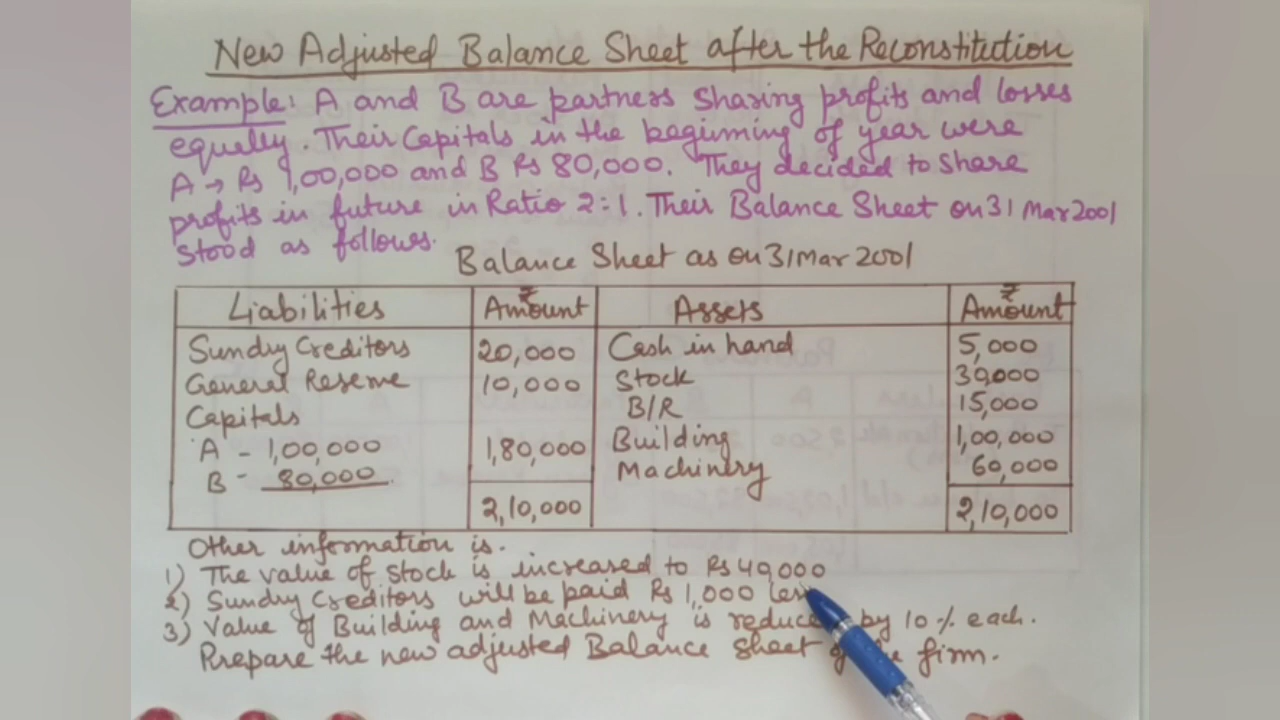 New Adjusted Balance Sheet after the Reconstitution
Example: A and B are partners sharing profits and losses
equally. Their Capitals in the beginning of year were
A → Rs 1,00,000 and B Rs 80,000. They decided to share
profits in future in Ratio 2:1. Their Balance Sheet on 31 Mar 2001
stood as follows.
Balance Sheet as on 31 Mar 2001
Liabilities ₹ Amount Assets ₹ Amount
Sundry Creditors 20,000 Cash in hand 5,000
General Reserve 10,000 Stock 30,000
Capitals B/R 15,000
A - 1,00,000 1,80,000 Building 1,00,000
B - 80,000 Machinery 60,000
2,10,000 2,10,000
Other information is.
1) The value of stock is increased to Rs 40,000
2) Sundry Creditors will be paid Rs 1,000
3) Value of Building and Machinery is by 10% each.
Prepare the new adjusted Balance Sheet firm.